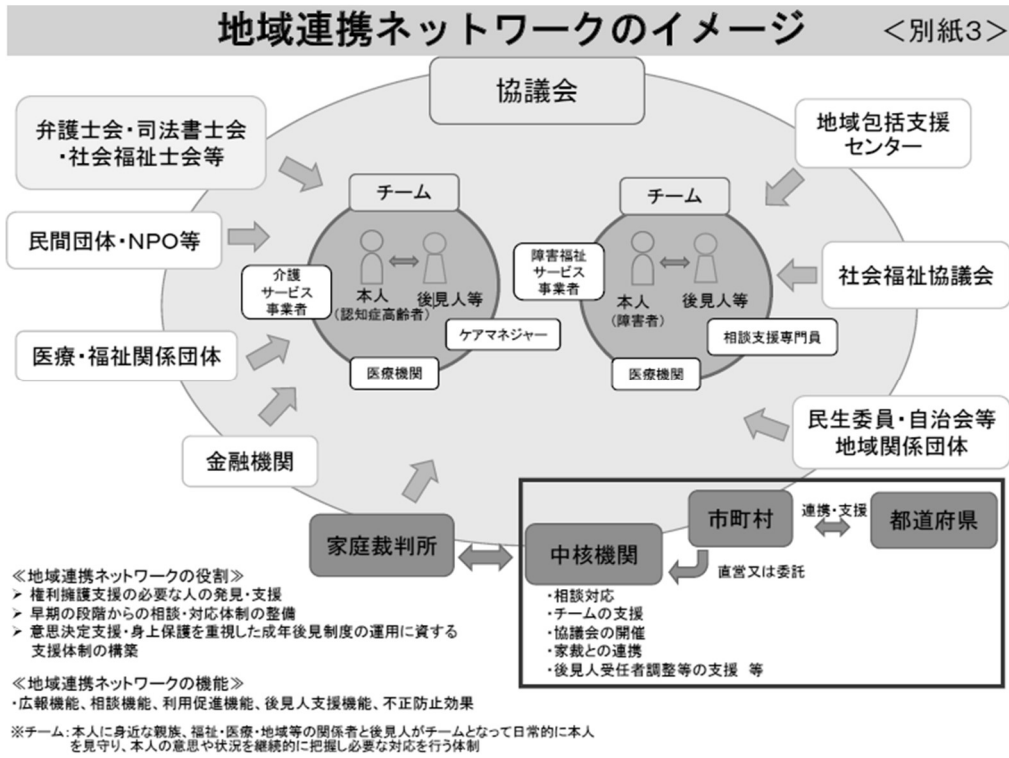 地域連携ネットワークのイメージ
＜別紙3＞
協議会
弁護士会・司法書士会
・社会福祉士会等
地域包括支援
センター
チーム
チーム
民間団体・NPO等
介護
サービス
事業者
本人
（認知症高齢者）
後見人等
ケアマネジャー
医療機関
障害福祉
サービス
事業者
本人
（障害者）
後見人等
相談支援専門員
医療機関
社会福祉協議会
医療・福祉関係団体
金融機関
民生委員・自治会等
地域関係団体
家庭裁判所
中核機関
市町村
連携・支援
都道府県
直営又は委託
・相談対応
・チームの支援
・協議会の開催
・家裁との連携
・後見人受任者調整等の支援 等
≪地域連携ネットワークの役割≫
➢ 権利擁護支援の必要な人の発見・支援
➢ 早期の段階からの相談・対応体制の整備
➢ 意思決定支援・身上保護を重視した成年後見制度の運用に資する
支援体制の構築
≪地域連携ネットワークの機能≫
・広報機能、相談機能、利用促進機能、後見人支援機能、不正防止効果
※チーム：本人に身近な親族、福祉・医療・地域等の関係者と後見人がチームとなって日常的に本人
を見守り、本人の意思や状況を継続的に把握し必要な対応を行う体制